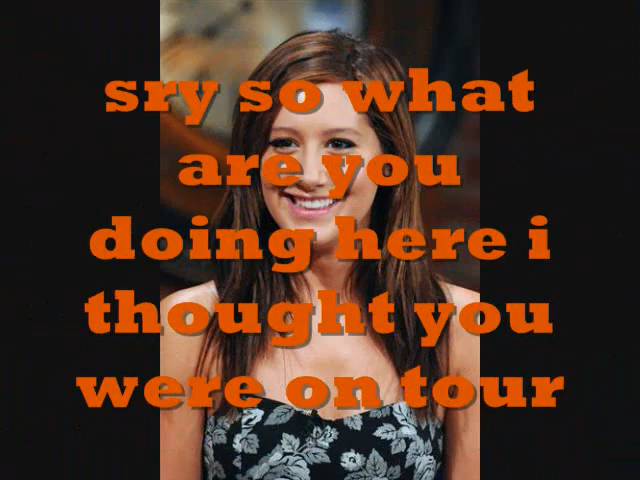 sry so what
are you
doing here i
thought you
were on tour